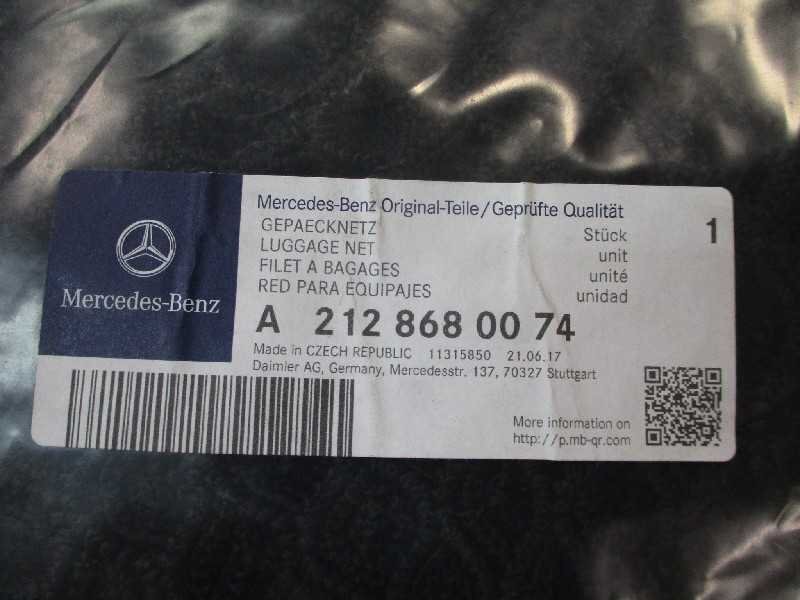 Mercedes-Benz
Mercedes-Benz Original-Teile/Geprüfte Qualität
GEPAECKNETZ Stück 1
LUGGAGE NET unit
FILET A BAGAGES unité
RED PARA EQUIPAJES unidad
A 212 868 00 74
Made in CZECH REPUBLIC 11315850 21.06.17
Daimler AG, Germany, Mercedesstr. 137, 70327 Stuttgart
More information on
http://p.mb-qr.com